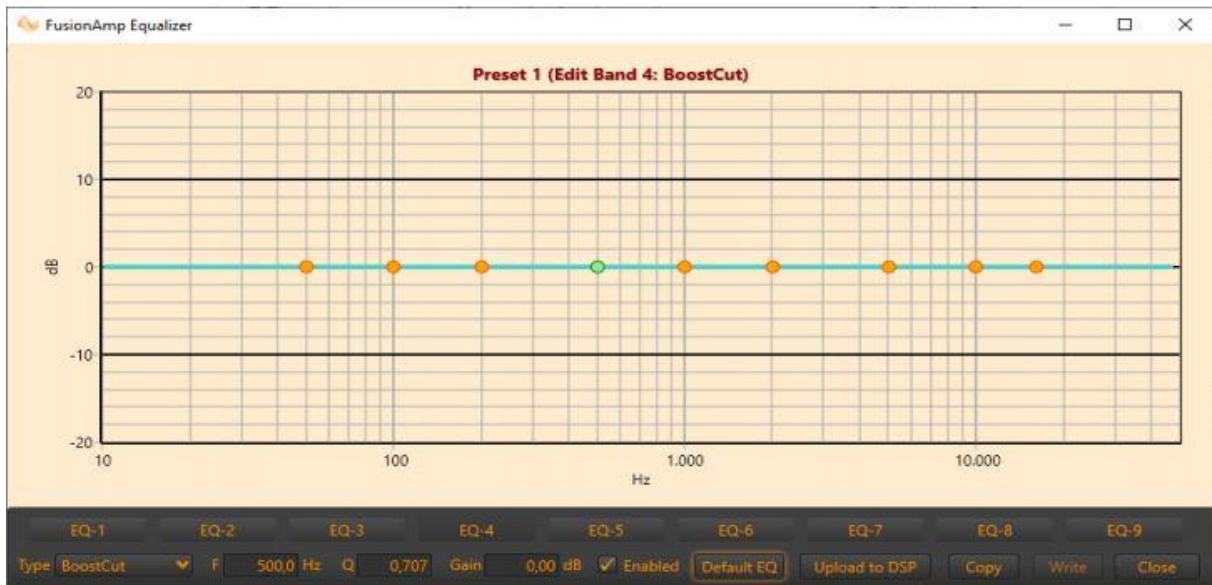 FusionAmp Equalizer
Preset 1 (Edit Band 4: BoostCut)
20
10
0
-10
-20
dB
10 100 1.000 10.000
Hz
EQ-1 EQ-2 EQ-3 EQ-4 EQ-5 EQ-6 EQ-7 EQ-8 EQ-9
Type BoostCut F 500,0 Hz Q 0,707 Gain 0,00 dB Enabled Default EQ Upload to DSP Copy Write Close